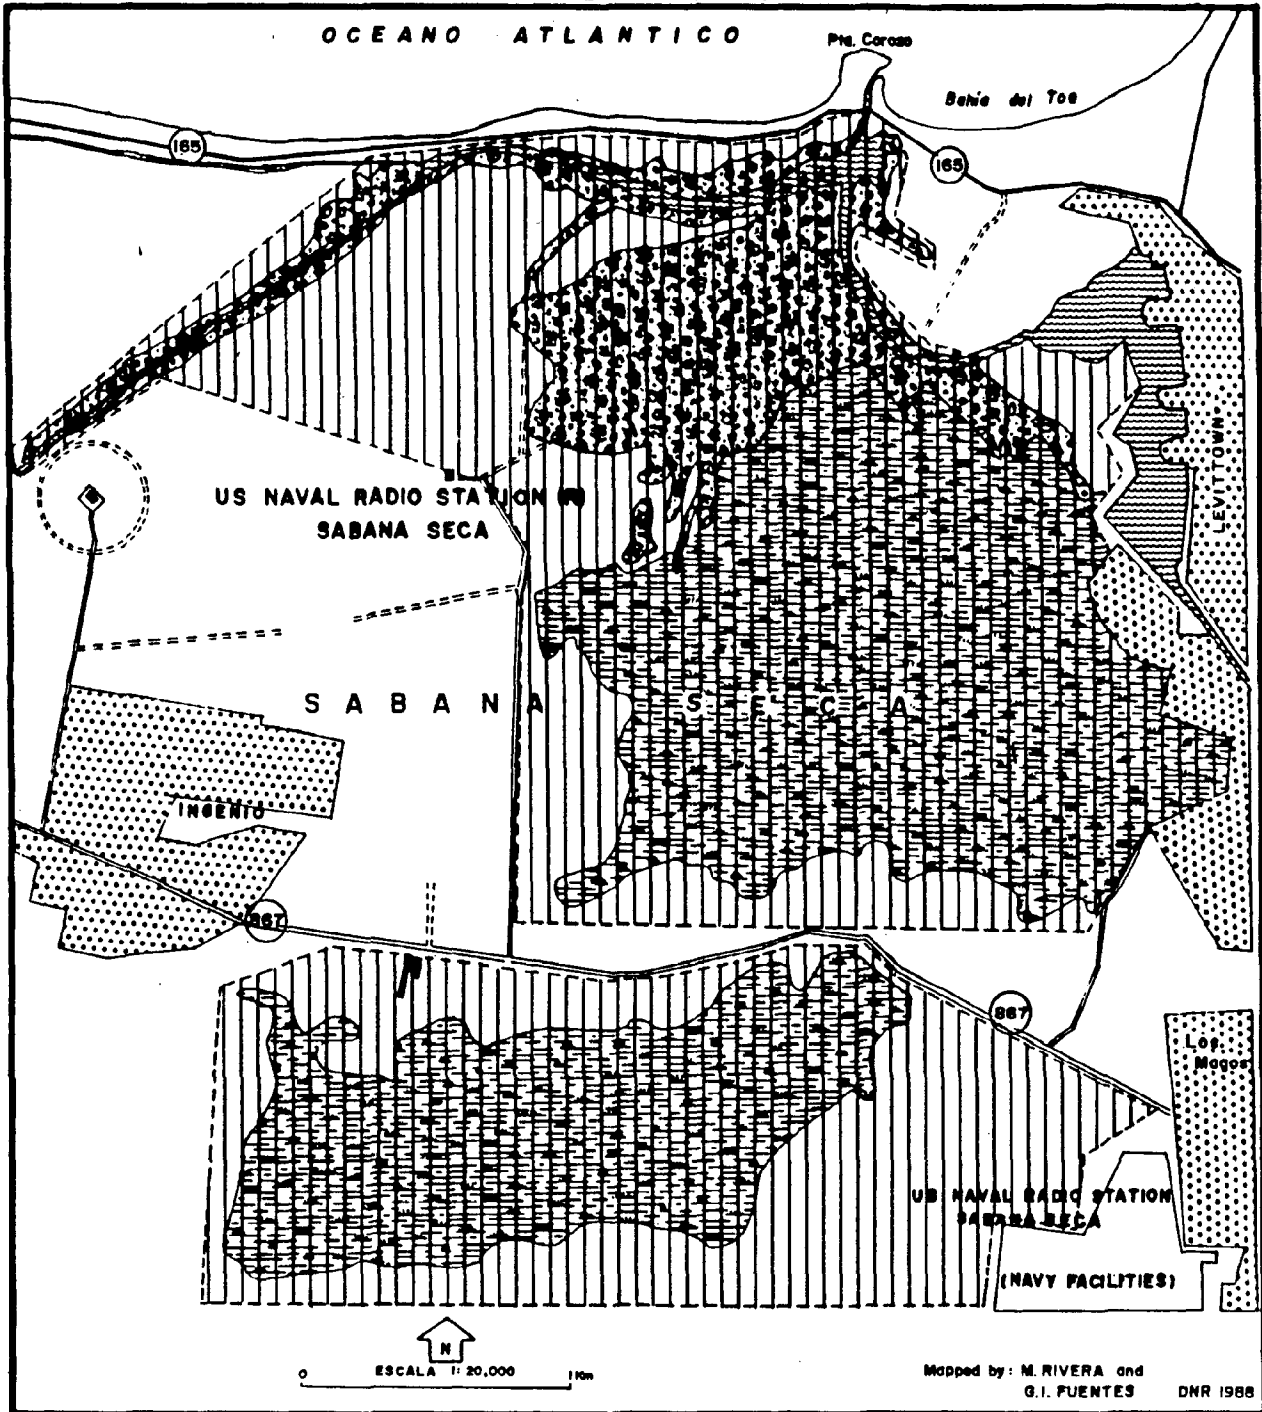 OCEANO ATLANTICO
Pta. Corozo
Bahia del Toa
165
165
US NAVAL RADIO STATION (R)
SABANA SECA
LEVITTOWN
SABANA SECA
INGENIO
867
867
Los
Magos
US NAVAL RADIO STATION
SABANA SECA
(NAVY FACILITIES)
N
ESCALA 1:20,000
0 1Km
Mapped by: M. RIVERA and
G.I. FUENTES DNR 1988